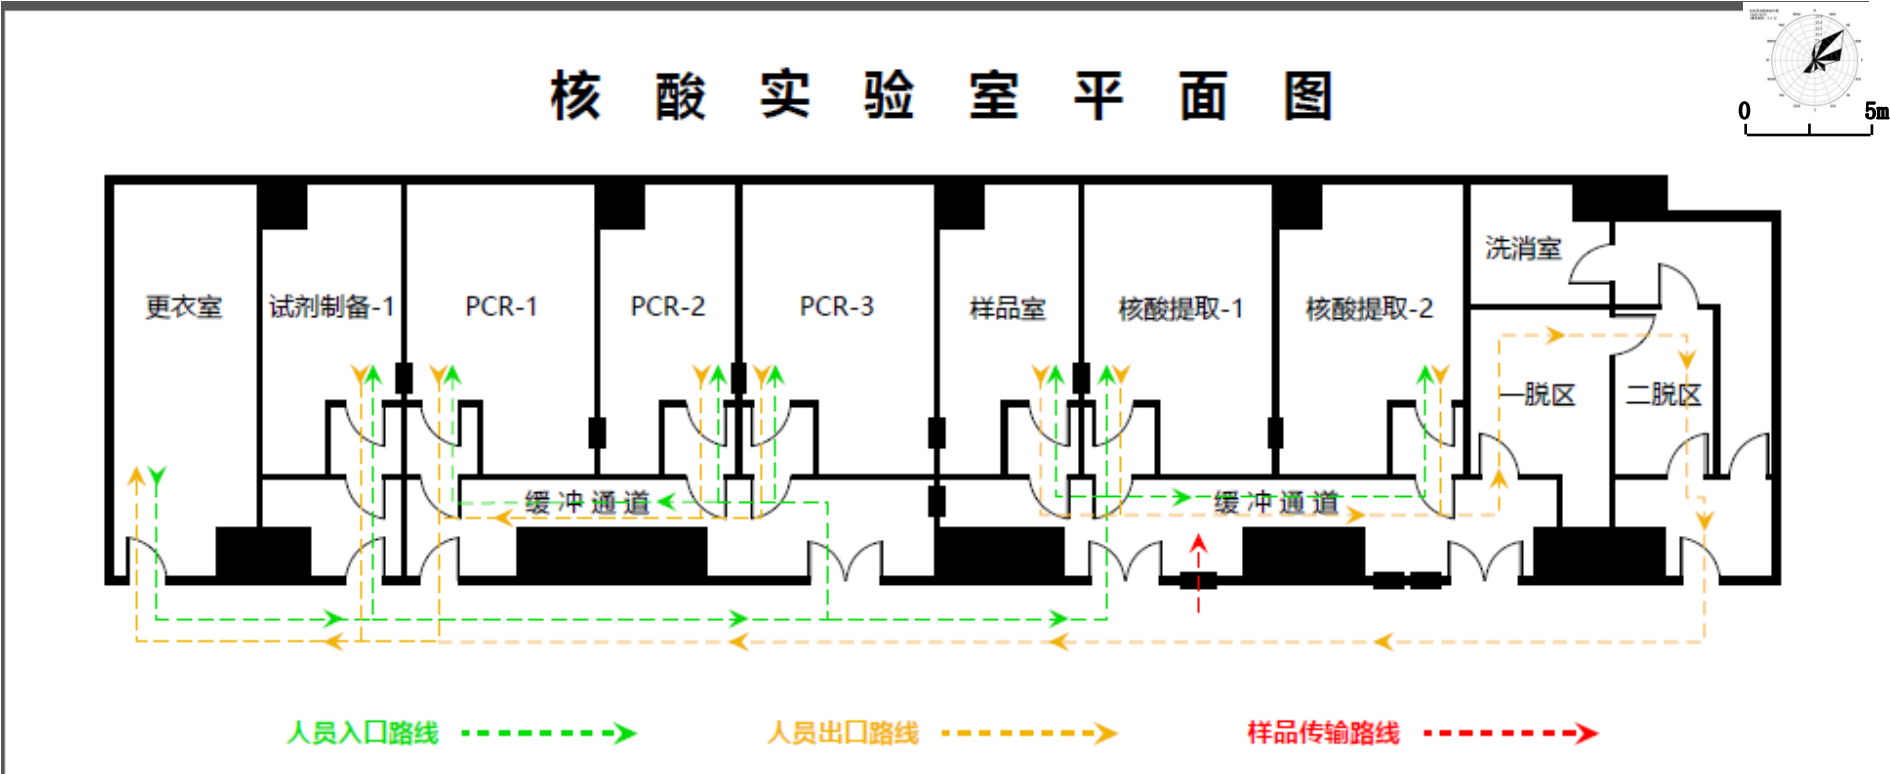 核酸实验室平面图
0 5m
洗消室
更衣室 试剂制备-1 PCR-1 PCR-2 PCR-3 样品室 核酸提取-1 核酸提取-2
一脱区 二脱区
缓冲通道 缓冲通道
人员入口路线 人员出口路线 样品传输路线